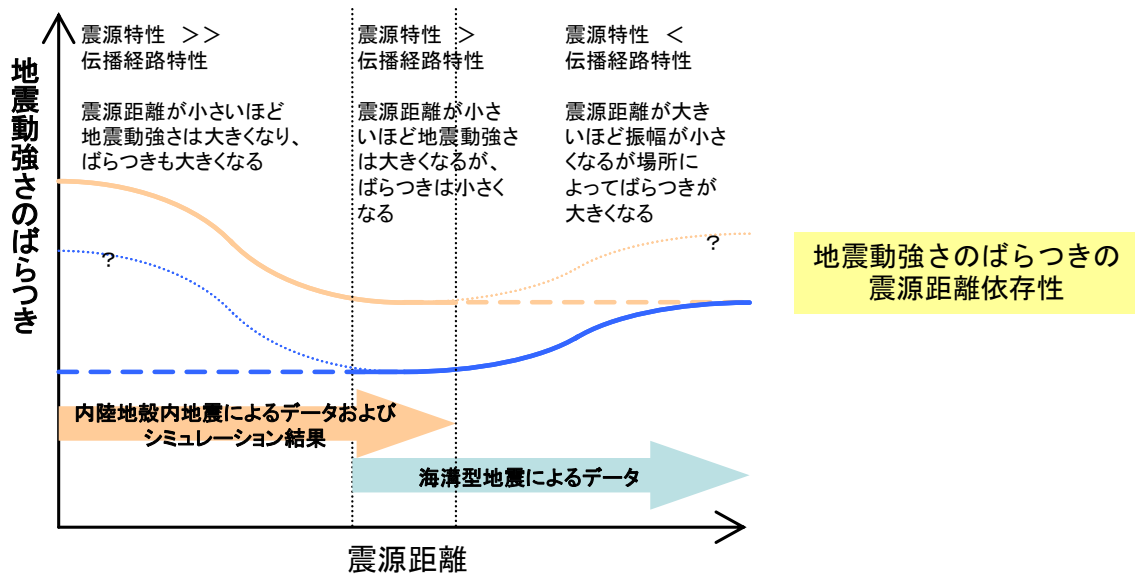 地震動強さのばらつき
震源特性 >>
伝播経路特性
震源距離が小さいほど
地震動強さは大きくなり、
ばらつきも大きくなる
震源特性 >
伝播経路特性
震源距離が小さ
いほど地震動強さ
は大きくなるが、
ばらつきは小さく
なる
震源特性 <
伝播経路特性
震源距離が大き
いほど振幅が小さ
くなるが場所に
よってばらつきが
大きくなる
?
?
地震動強さのばらつきの
震源距離依存性
内陸地殻内地震によるデータおよび
シミュレーション結果
海溝型地震によるデータ
震源距離